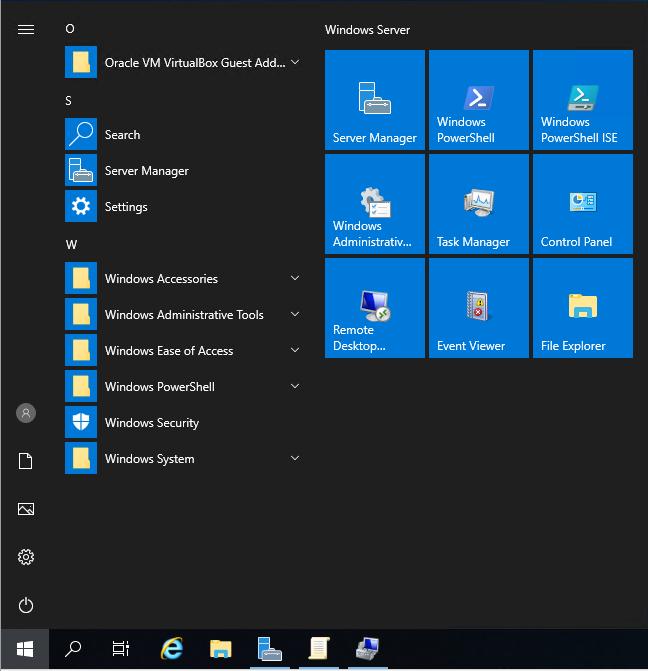 O
Oracle VM VirtualBox Guest Add...
S
Search
Server Manager
Settings
W
Windows Accessories
Windows Administrative Tools
Windows Ease of Access
Windows PowerShell
Windows Security
Windows System
Windows Server
Server Manager
Windows
PowerShell
Windows
PowerShell ISE
Windows
Administrativ...
Task Manager
Control Panel
Remote
Desktop...
Event Viewer
File Explorer